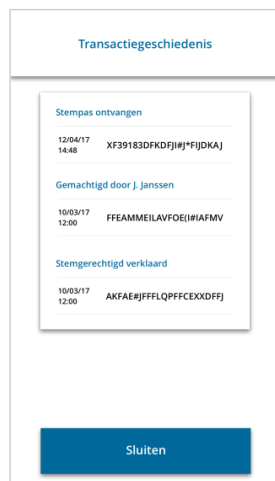 Transactiegeschiedenis
Stempas ontvangen
12/04/17
14:48
XF39183DFKDFJI#J*FIJDKAJ
Gemachtigd door J. Janssen
10/03/17
12:00
FFEAMMEILAVFOE(I#IAFMV
Stemgerechtigd verklaard
10/03/17
12:00
AKFAE#JFFFLQPFFCEXXDFFJ
Sluiten